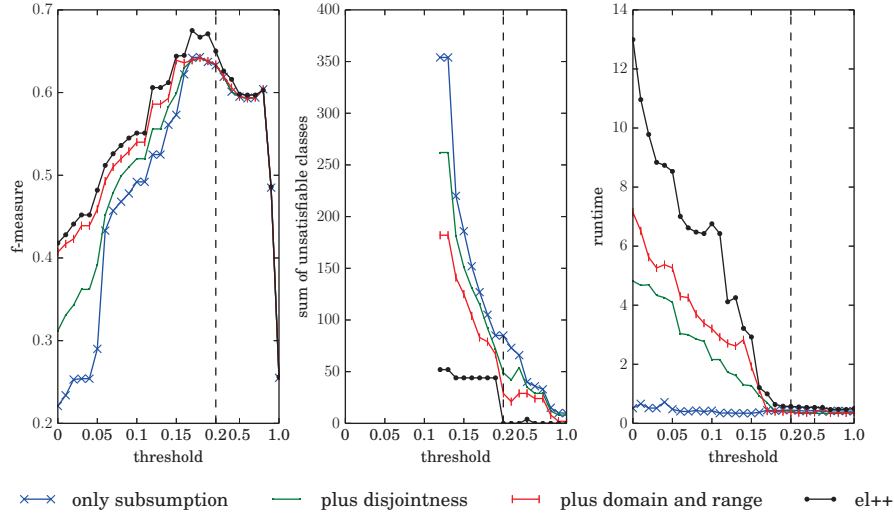 0.7
0.6
0.5
0.4
0.3
0.2
f-measure
0 0.05 0.1 0.15 0.2 0.5 1.0
threshold
400
350
300
250
200
150
100
50
0
sum of unsatisfiable classes
0 0.1 0.15 0.2 0.5 1.0
threshold
14
12
10
8
6
4
2
0
runtime
0 0.05 0.1 0.15 0.2 0.5 1.0
threshold
only subsumption plus disjointness plus domain and range el++